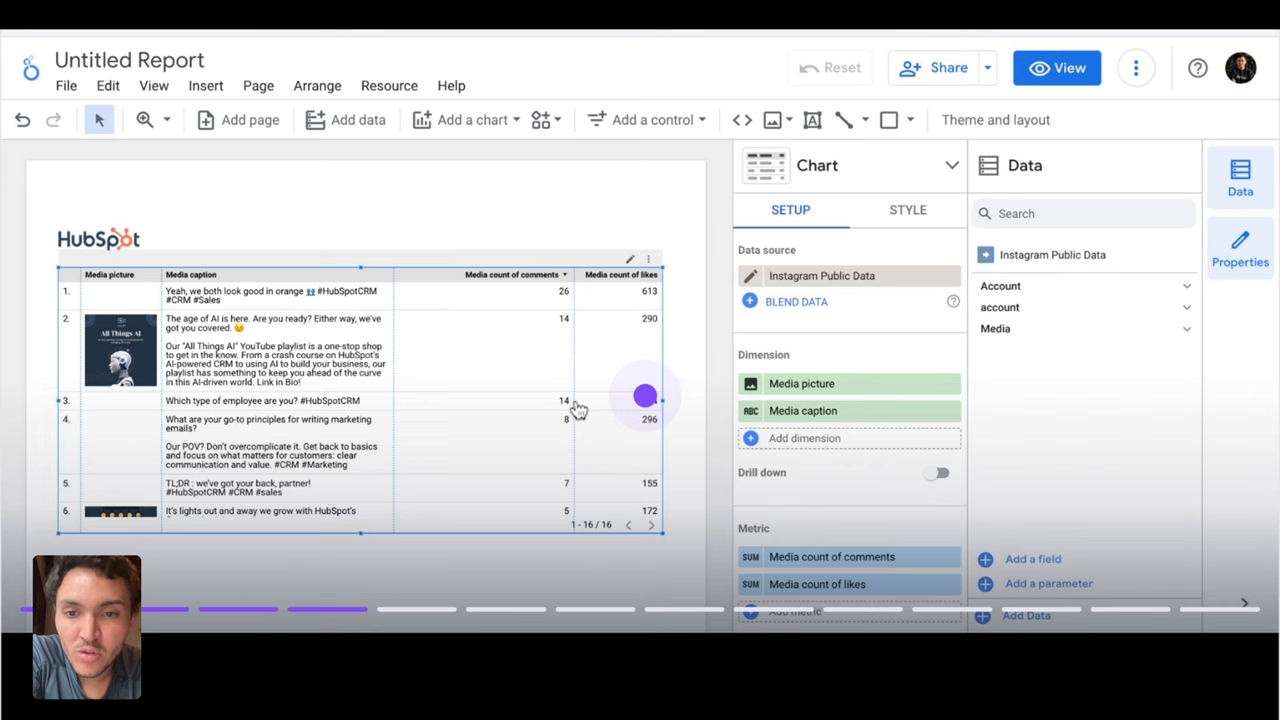 Untitled Report
File Edit View Insert Page Arrange Resource Help
Reset Share View
Add page Add data Add a chart Add a control Theme and layout
HubSpot
Media picture Media caption Media count of comments Media count of likes
1. Yeah, we both look good in orange 👯 #HubSpotCRM 26 613
#CRM #Sales
2. The age of AI is here. Are you ready? Either way, we've 14 290
got you covered. 😉
All Things AI
Our "All Things AI" YouTube playlist is a one-stop shop
to get in the know. From a crash course on HubSpot's
AI-powered CRM to using AI to build your business, our
playlist has something to keep you ahead of the curve
in this AI-driven world. Link in Bio!
3. Which type of employee are you? #HubSpotCRM 14
4. What are your go-to principles for writing marketing 8 296
emails?
Our POV? Don't overcomplicate it. Get back to basics
and focus on what matters for customers: clear
communication and value. #CRM #Marketing
5. TL;DR : we've got your back, partner! 7 155
#HubSpotCRM #CRM #sales
6. It's lights out and away we grow with HubSpot's 5 172
1 - 16 / 16
Chart
SETUP STYLE
Data source
Instagram Public Data
BLEND DATA
Dimension
Media picture
ABC Media caption
Add dimension
Drill down
Metric
SUM Media count of comments
SUM Media count of likes
Add metric
Data
Search
Instagram Public Data
Account
account
Media
Add a field
Add a parameter
Add Data
Data
Properties